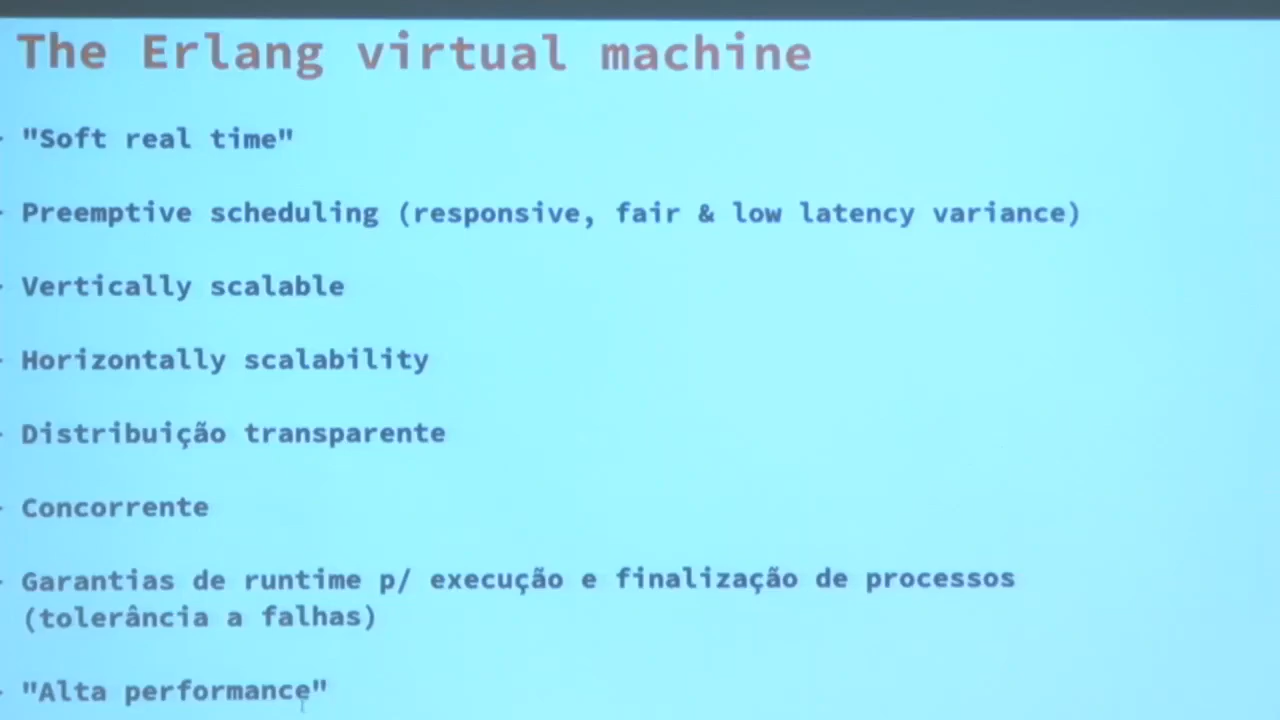 The Erlang virtual machine
"Soft real time"
Preemptive scheduling (responsive, fair & low latency variance)
Vertically scalable
Horizontally scalability
Distribuição transparente
Concorrente
Garantias de runtime p/ execução e finalização de processos
(tolerância a falhas)
"Alta performance"